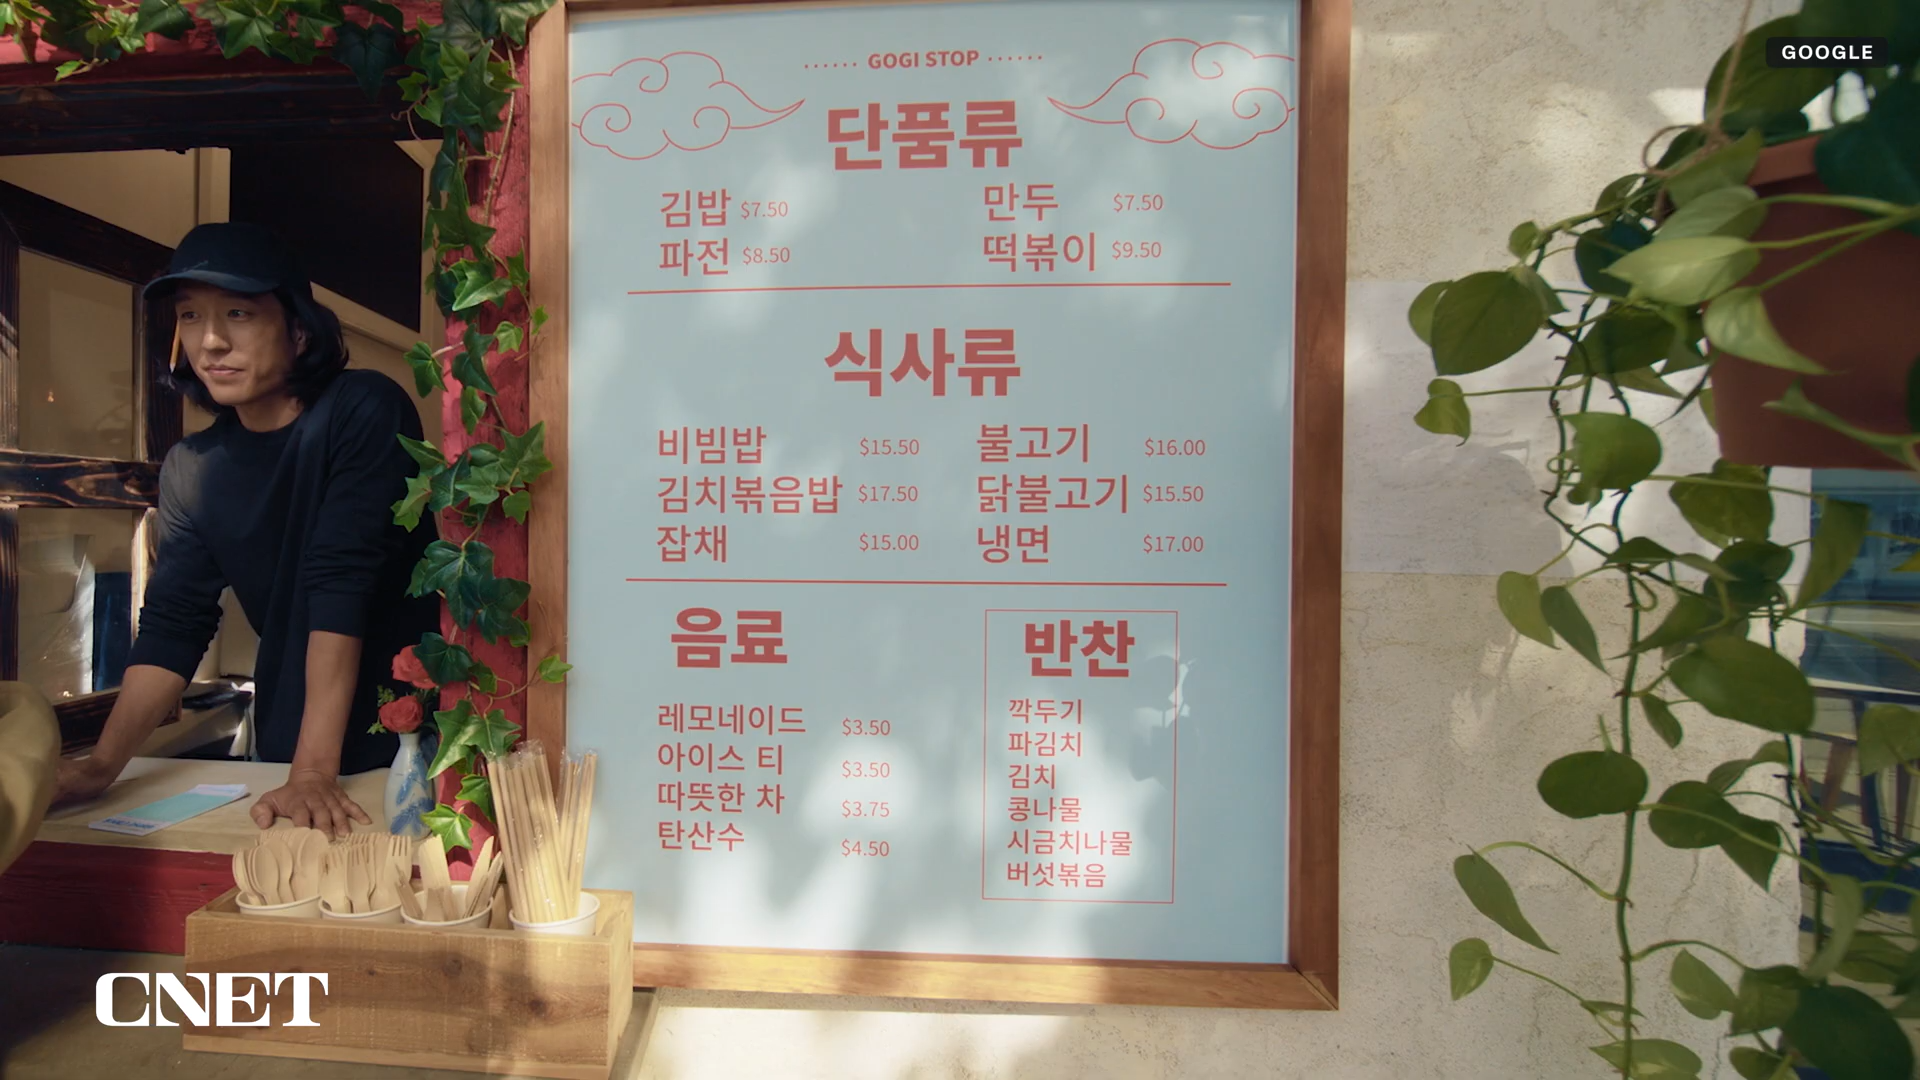 GOOGLE
GOGI STOP
단품류
김밥 $7.50 만두 $7.50
파전 $8.50 떡볶이 $9.50
식사류
비빔밥 $15.50 불고기 $16.00
김치볶음밥 $17.50 닭불고기 $15.50
잡채 $15.00 냉면 $17.00
음료
레모네이드 $3.50
아이스 티 $3.50
따뜻한 차 $3.75
탄산수 $4.50
반찬
깍두기
파김치
김치
콩나물
시금치나물
버섯볶음
CNET